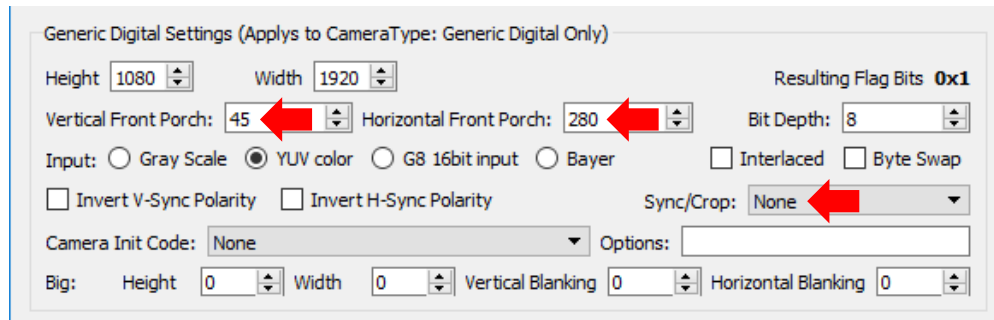 Generic Digital Settings (Applys to CameraType: Generic Digital Only)
Height 1080 Width 1920 Resulting Flag Bits 0x1
Vertical Front Porch: 45 Horizontal Front Porch: 280 Bit Depth: 8
Input: Gray Scale YUV color G8 16bit input Bayer Interlaced Byte Swap
Invert V-Sync Polarity Invert H-Sync Polarity Sync/Crop: None
Camera Init Code: None Options:
Big: Height 0 Width 0 Vertical Blanking 0 Horizontal Blanking 0